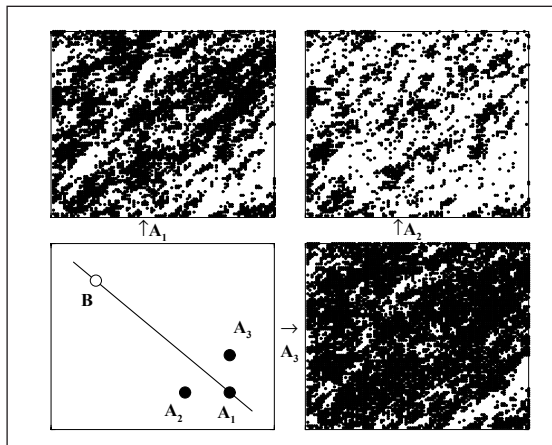 ↑A₁
↑A₂
B
A₃
→
A₃
A₂
A₁